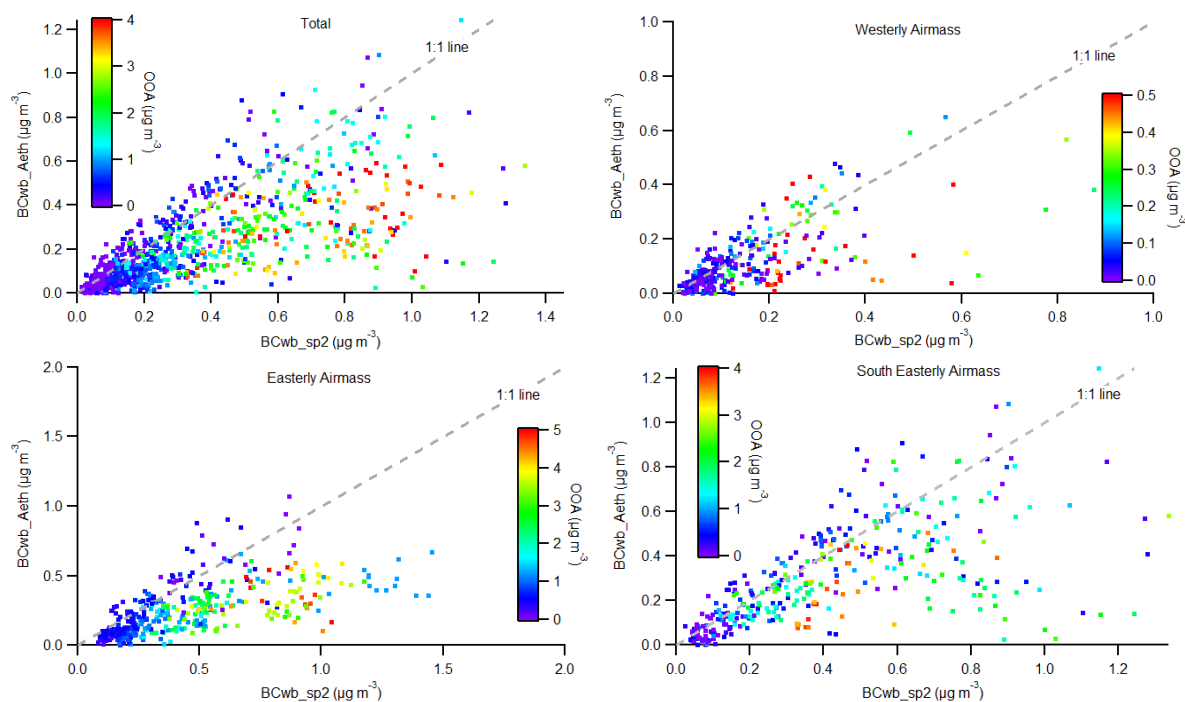 Total
1:1 line
BCwb_Aeth (μg m⁻³)
1.2
1.0
0.8
0.6
0.4
0.2
0.0
4
3
2
1
0
OOA (μg m⁻³)
0.0 0.2 0.4 0.6 0.8 1.0 1.2 1.4
BCwb_sp2 (μg m⁻³)
Westerly Airmass
1:1 line
BCwb_Aeth (μg m⁻³)
1.0
0.8
0.6
0.4
0.2
0.0
0.5
0.4
0.3
0.2
0.1
0.0
OOA (μg m⁻³)
0.0 0.2 0.4 0.6 0.8 1.0
BCwb_sp2 (μg m⁻³)
Easterly Airmass
1:1 line
BCwb_Aeth (μg m⁻³)
2.0
1.5
1.0
0.5
0.0
5
4
3
2
1
0
OOA (μg m⁻³)
0.0 0.5 1.0 1.5 2.0
BCwb_sp2 (μg m⁻³)
South Easterly Airmass
1:1 line
BCwb_Aeth (μg m⁻³)
1.2
1.0
0.8
0.6
0.4
0.2
0.0
4
3
2
1
0
OOA (μg m⁻³)
0.0 0.2 0.4 0.6 0.8 1.0 1.2
BCwb_sp2 (μg m⁻³)